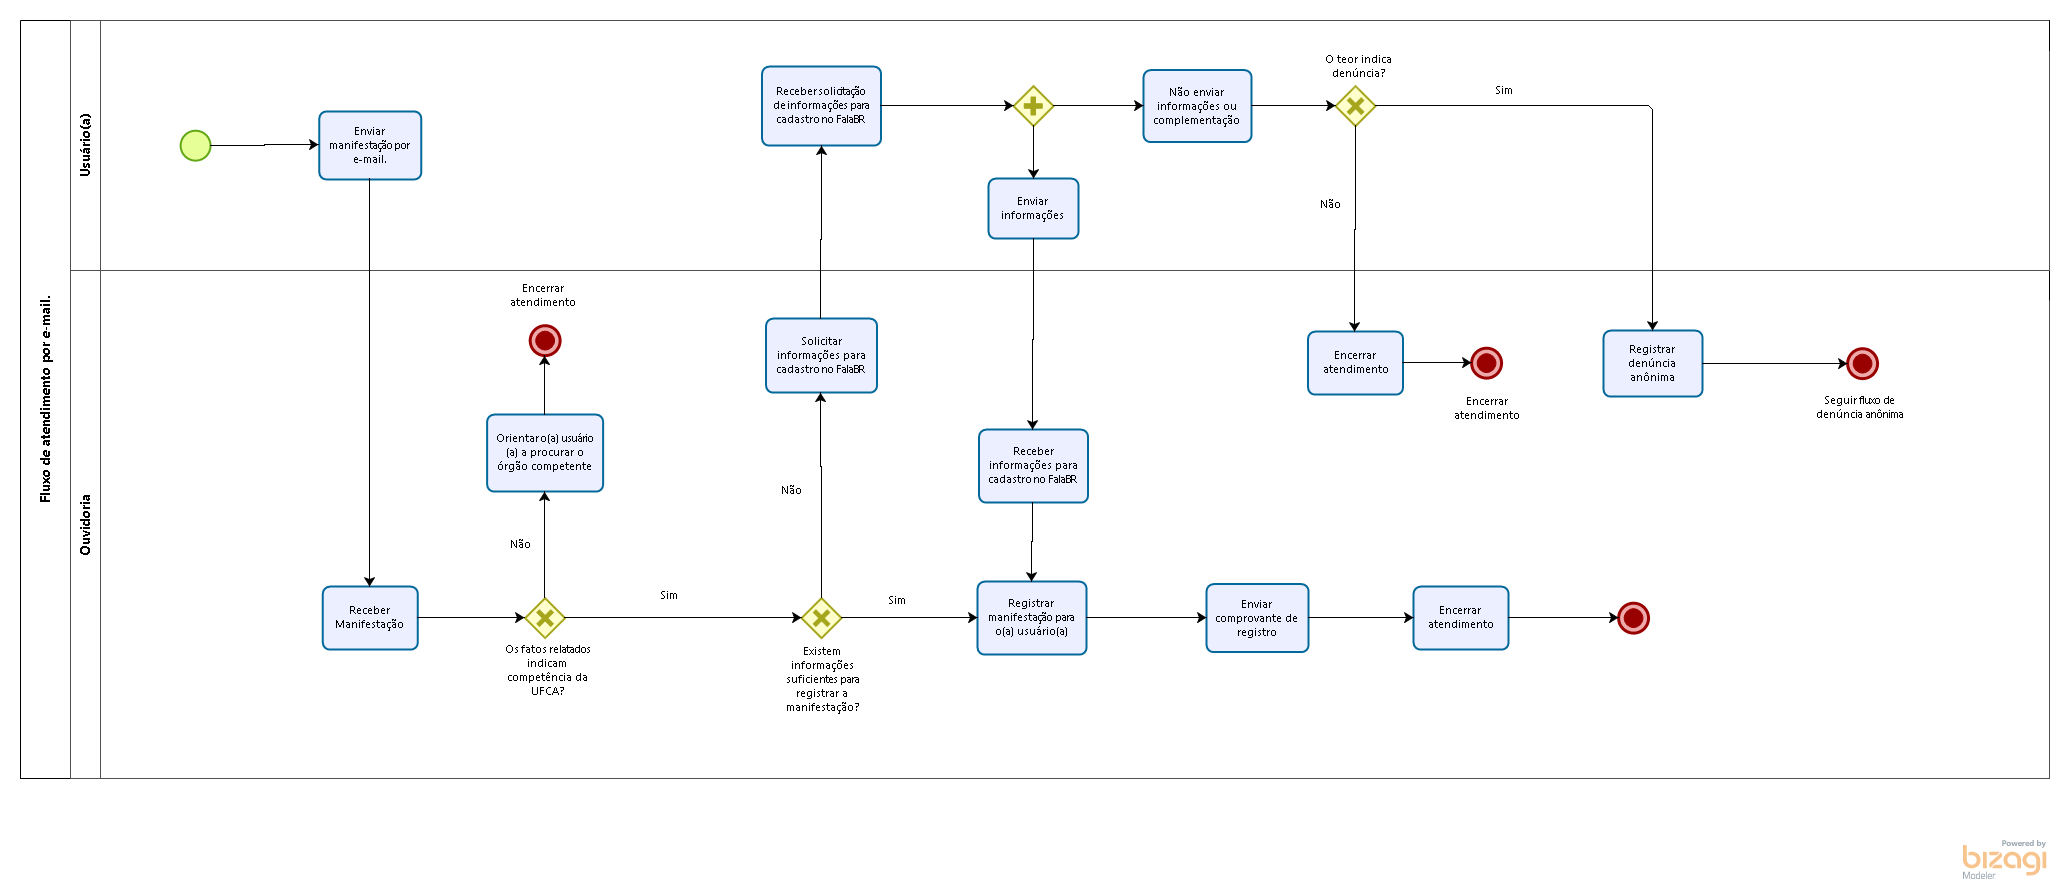 Fluxo de atendimento por e-mail.
Usuário(a)
Enviar
manifestação por
e-mail.
Receber solicitação
de informações para
cadastro no FalaBR
Não enviar
informações ou
complementação
O teor indica
denúncia?
Sim
Não
Enviar
informações
Ouvidoria
Encerrar
atendimento
Orientar o(a) usuário
(a) a procurar o
órgão competente
Não
Solicitar
informações para
cadastro no FalaBR
Não
Receber
informações para
cadastro no FalaBR
Encerrar
atendimento
Encerrar
atendimento
Registrar
denúncia
anônima
Seguir fluxo de
denúncia anônima
Receber
Manifestação
Os fatos relatados
indicam
competência da
UFCA?
Sim
Existem
informações
suficientes para
registrar a
manifestação?
Sim
Registrar
manifestação para
o(a) usuário(a)
Enviar
comprovante de
registro
Encerrar
atendimento
Powered by
bizagi
Modeler